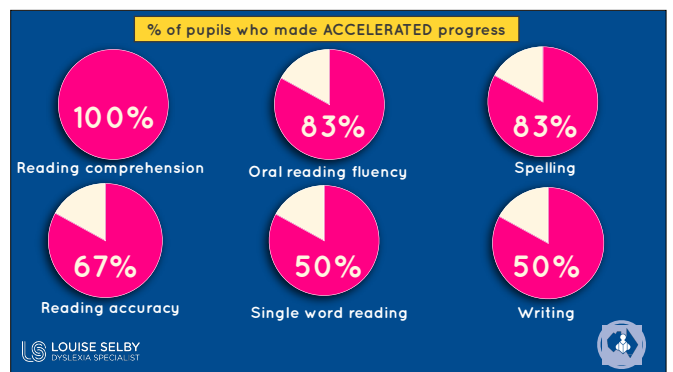 % of pupils who made ACCELERATED progress
100%
83%
83%
Reading comprehension
Oral reading fluency
Spelling
67%
50%
50%
Reading accuracy
Single word reading
Writing
LS LOUISE SELBY
DYSLEXIA SPECIALIST